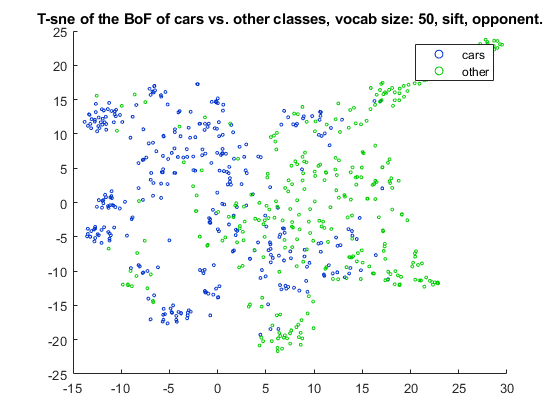 T-sne of the BoF of cars vs. other classes, vocab size: 50, sift, opponent.
25
20
15
10
5
0
-5
-10
-15
-20
-25
-15 -10 -5 0 5 10 15 20 25 30
cars
other